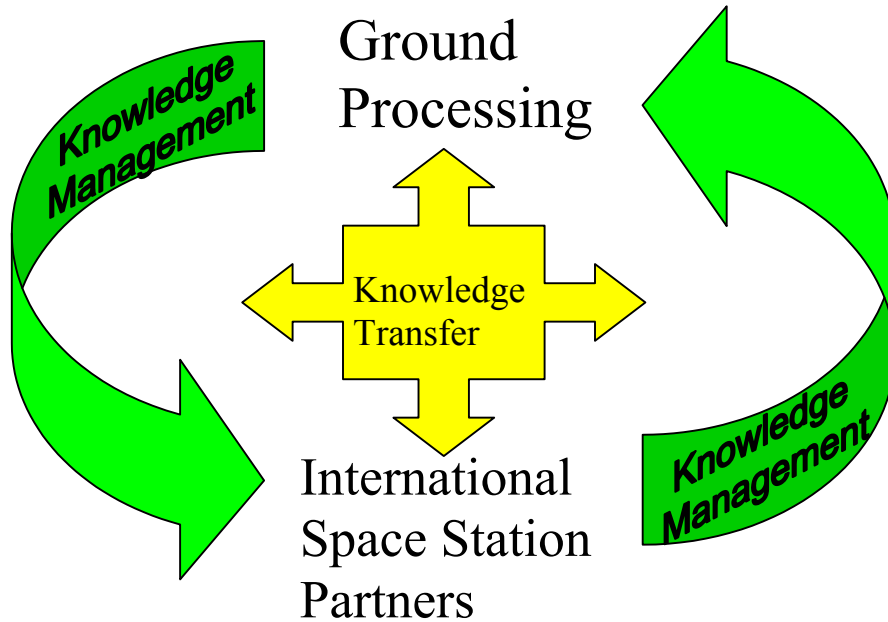 Ground
Processing
Knowledge
Management
Knowledge
Transfer
International
Space Station
Partners
Knowledge
Management